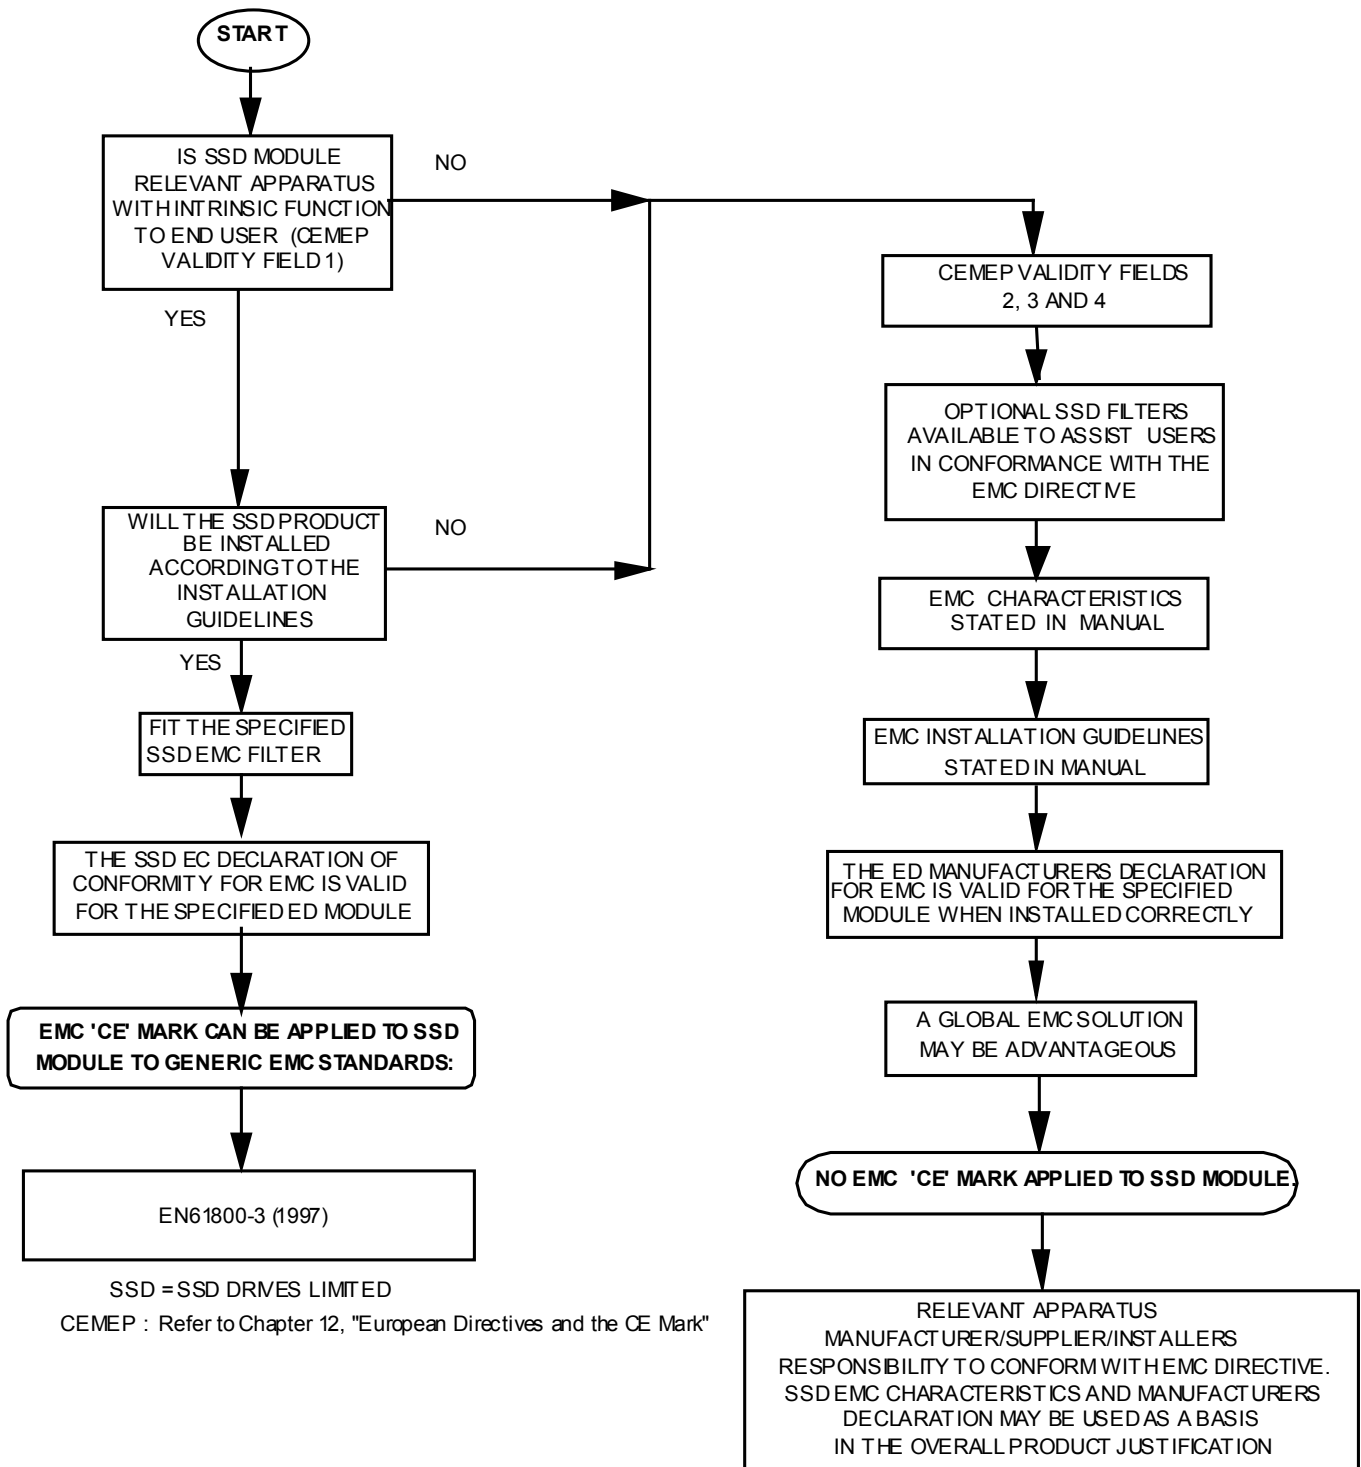 START
IS SSD MODULE
RELEVANT APPARATUS
WITH INTRINSIC FUNCTION
TO END USER (CEMEP
VALIDITY FIELD 1)
NO
YES
WILL THE SSD PRODUCT
BE INSTALLED
ACCORDING TO THE
INSTALLATION
GUIDELINES
NO
YES
FIT THE SPECIFIED
SSD EMC FILTER
THE SSD EC DECLARATION OF
CONFORMITY FOR EMC IS VALID
FOR THE SPECIFIED ED MODULE
EMC 'CE' MARK CAN BE APPLIED TO SSD
MODULE TO GENERIC EMC STANDARDS:
EN61800-3 (1997)
SSD = SSD DRIVES LIMITED
CEMEP : Refer to Chapter 12, "European Directives and the CE Mark"
CEMEP VALIDITY FIELDS
2, 3 AND 4
OPTIONAL SSD FILTERS
AVAILABLE TO ASSIST USERS
IN CONFORMANCE WITH THE
EMC DIRECTIVE
EMC CHARACTERISTICS
STATED IN MANUAL
EMC INSTALLATION GUIDELINES
STATED IN MANUAL
THE ED MANUFACTURERS DECLARATION
FOR EMC IS VALID FOR THE SPECIFIED
MODULE WHEN INSTALLED CORRECTLY
A GLOBAL EMC SOLUTION
MAY BE ADVANTAGEOUS
NO EMC 'CE' MARK APPLIED TO SSD MODULE.
RELEVANT APPARATUS
MANUFACTURER/SUPPLIER/INSTALLERS
RESPONSIBILITY TO CONFORM WITH EMC DIRECTIVE.
SSD EMC CHARACTERISTICS AND MANUFACTURERS
DECLARATION MAY BE USED AS A BASIS
IN THE OVERALL PRODUCT JUSTIFICATION